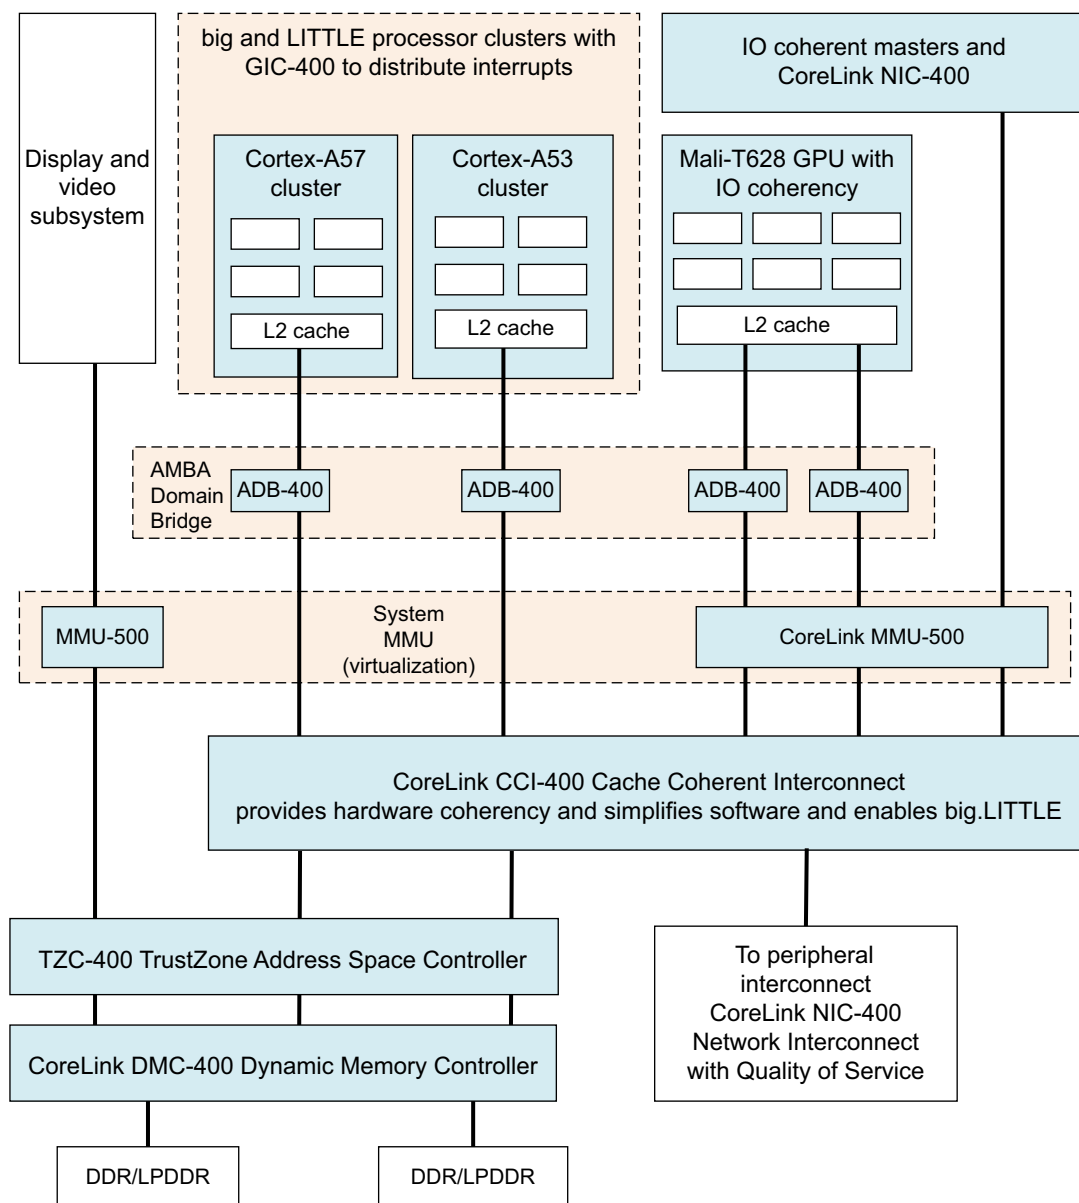 big and LITTLE processor clusters with
GIC-400 to distribute interrupts
IO coherent masters and
CoreLink NIC-400
Display and
video
subsystem
Cortex-A57
cluster
Cortex-A53
cluster
Mali-T628 GPU with
IO coherency
L2 cache
L2 cache
L2 cache
AMBA
Domain
Bridge
ADB-400
ADB-400
ADB-400
ADB-400
MMU-500
System
MMU
(virtualization)
CoreLink MMU-500
CoreLink CCI-400 Cache Coherent Interconnect
provides hardware coherency and simplifies software and enables big.LITTLE
TZC-400 TrustZone Address Space Controller
To peripheral
interconnect
CoreLink NIC-400
Network Interconnect
with Quality of Service
CoreLink DMC-400 Dynamic Memory Controller
DDR/LPDDR
DDR/LPDDR